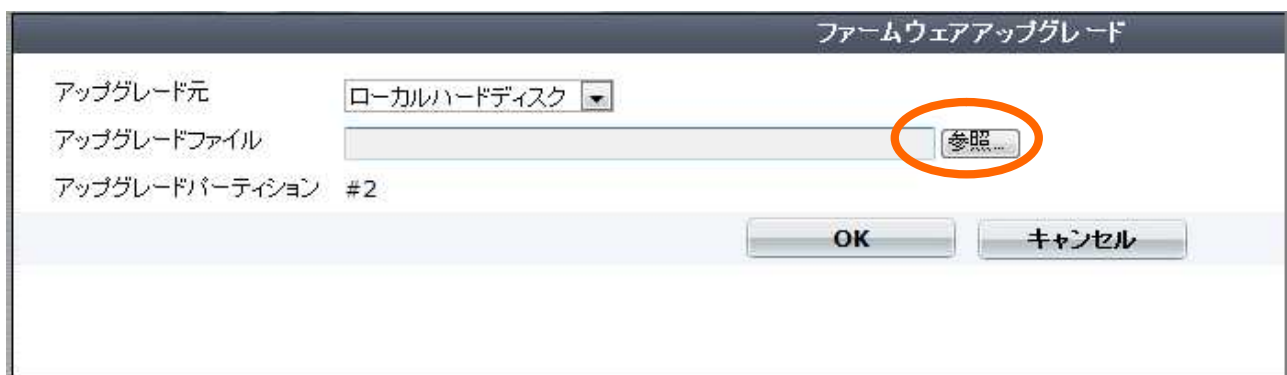 ファームウェアアップグレード
アップグレード元 ローカルハードディスク
アップグレードファイル 参照...
アップグレードパーティション #2
OK キャンセル